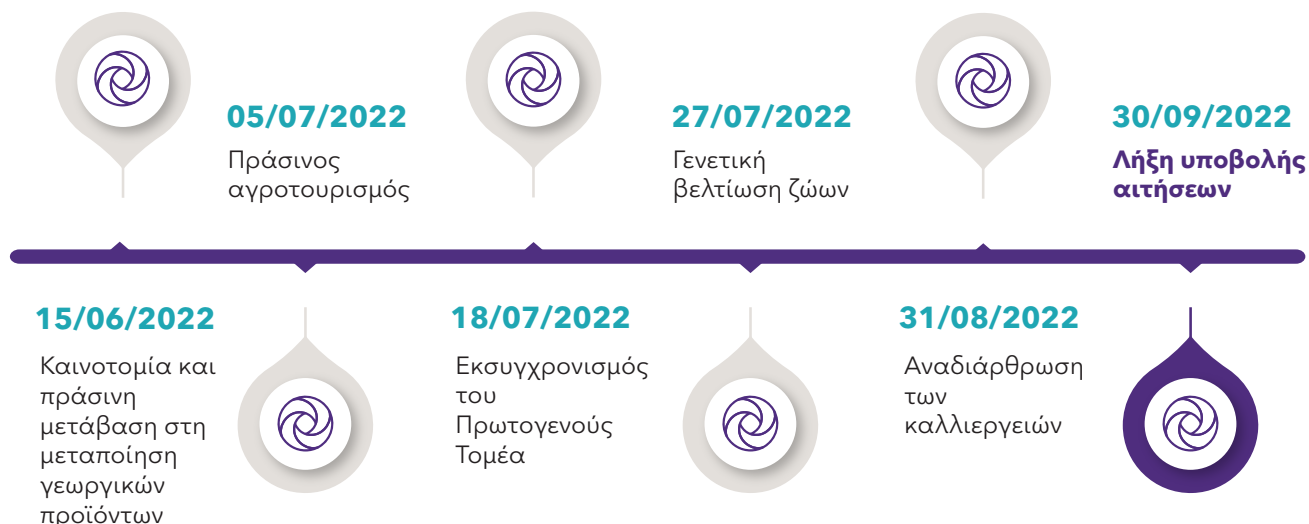 05/07/2022
Πράσινος
αγροτουρισμός
27/07/2022
Γενετική
βελτίωση ζώων
30/09/2022
Λήξη υποβολής
αιτήσεων
15/06/2022
Καινοτομία και
πράσινη
μετάβαση στη
μεταποίηση
γεωργικών
προϊόντων
18/07/2022
Εκσυγχρονισμός
του
Πρωτογενούς
Τομέα
31/08/2022
Αναδιάρθρωση
των
καλλιεργειών